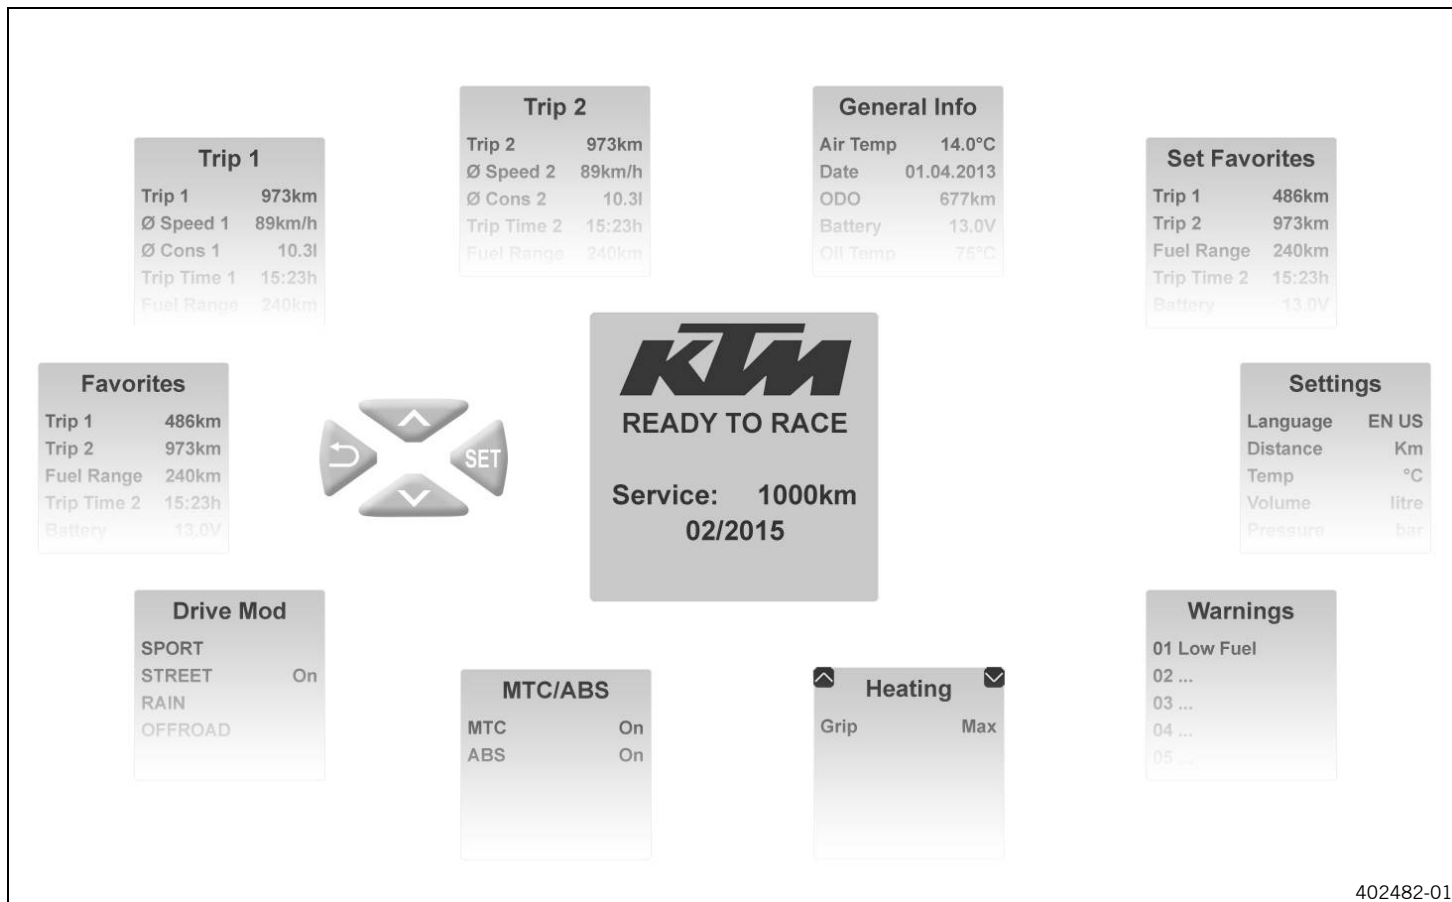 Trip 1
Trip 1 973km
Ø Speed 1 89km/h
Ø Cons 1 10.3l
Trip Time 1 15:23h
Fuel Range 240km
Trip 2
Trip 2 973km
Ø Speed 2 89km/h
Ø Cons 2 10.3l
Trip Time 2 15:23h
Fuel Range 240km
General Info
Air Temp 14.0°C
Date 01.04.2013
ODO 677km
Battery 13.0V
Oil Temp 75°C
Set Favorites
Trip 1 486km
Trip 2 973km
Fuel Range 240km
Trip Time 2 15:23h
Battery 13.0V
Favorites
Trip 1 486km
Trip 2 973km
Fuel Range 240km
Trip Time 2 15:23h
Battery 13.0V
SET
KTM
READY TO RACE
Service: 1000km
02/2015
Settings
Language EN US
Distance Km
Temp °C
Volume litre
Pressure bar
Drive Mod
SPORT
STREET On
RAIN
OFFROAD
MTC/ABS
MTC On
ABS On
Heating
Grip Max
Warnings
01 Low Fuel
02 ...
03 ...
04 ...
05 ...
402482-01